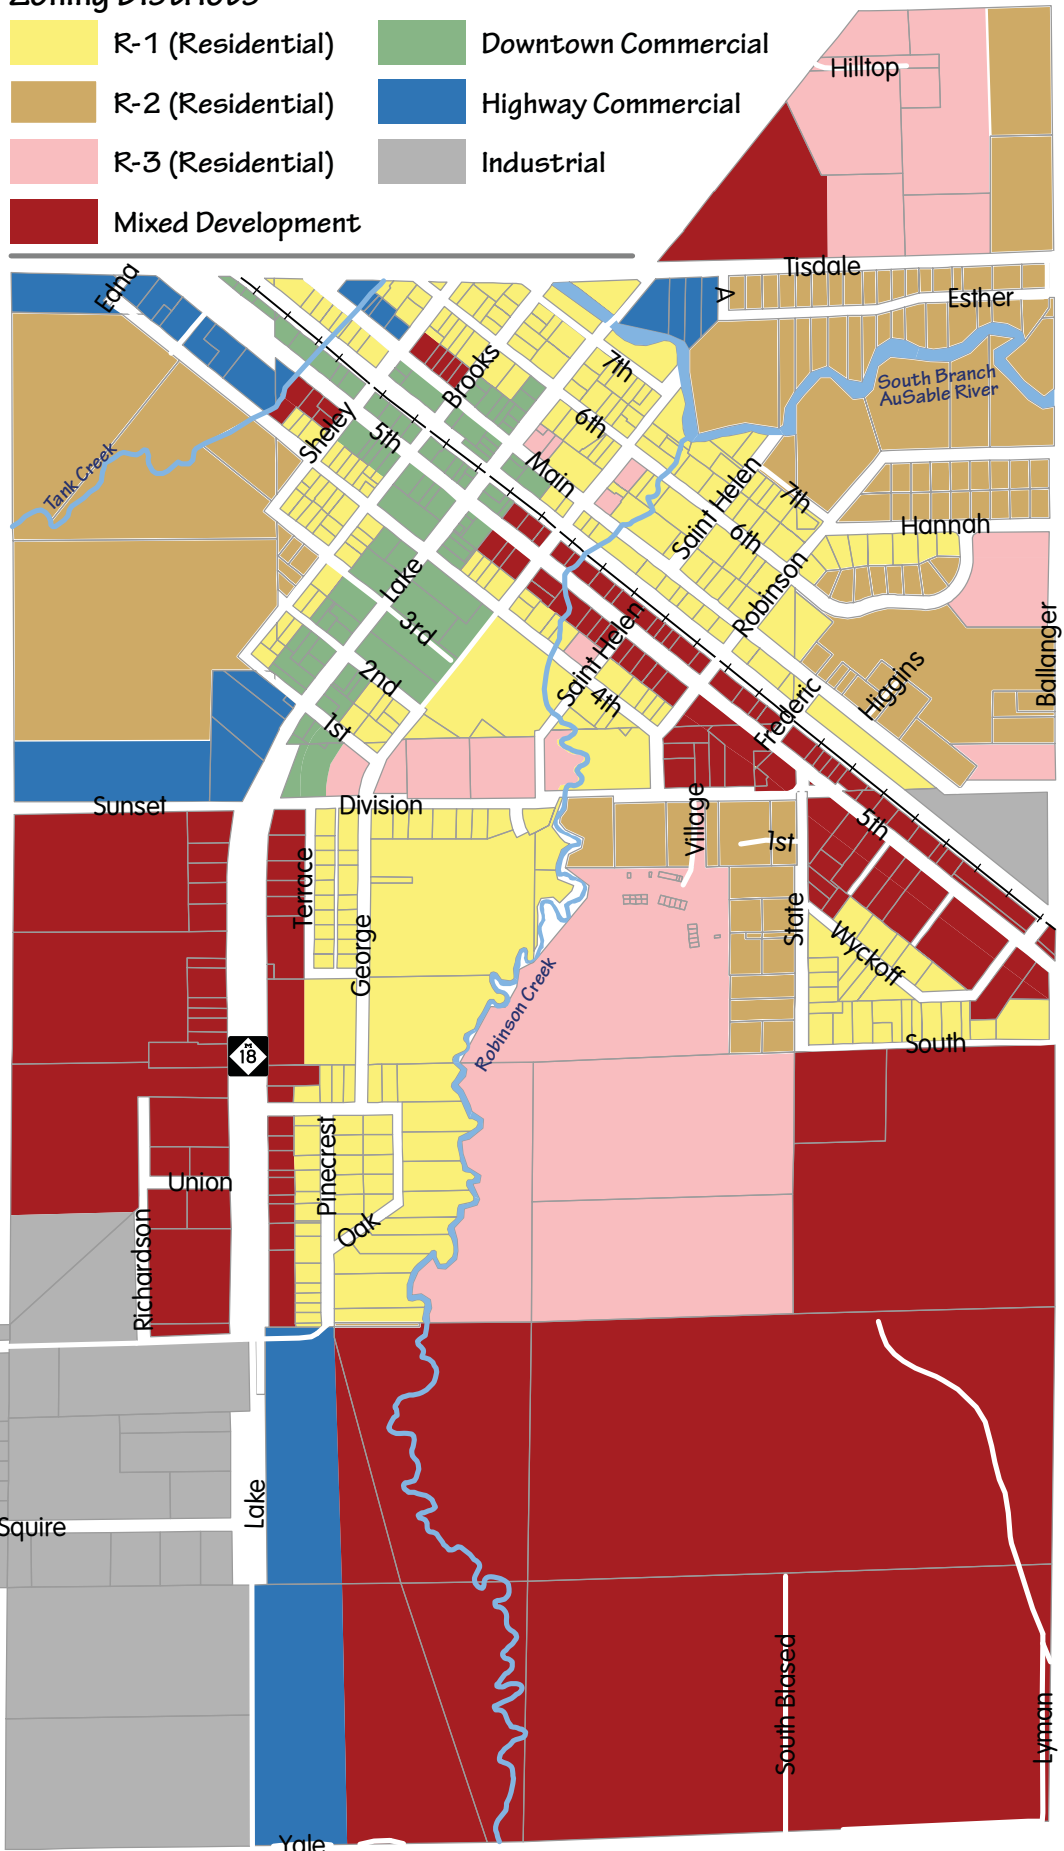 Zoning Districts
R-1 (Residential)
Downtown Commercial
R-2 (Residential)
Highway Commercial
R-3 (Residential)
Industrial
Mixed Development
Hilltop
Tisdale
Edna
A
Esther
7th
Brooks
South Branch
AuSable River
Sheley
5th
6th
Main
Tank Creek
Saint Helen
7th
6th
Hannah
Lake
Robinson
3rd
Saint Helen
Ballanger
2nd
4th
Higgins
1st
Frederic
Sunset
Division
Village
1st
5th
Terrace
George
State
Wyckoff
Robinson Creek
South
M
18
Pinecrest
Union
Oak
Richardson
Lake
Squire
South Blased
Lyman
Yale